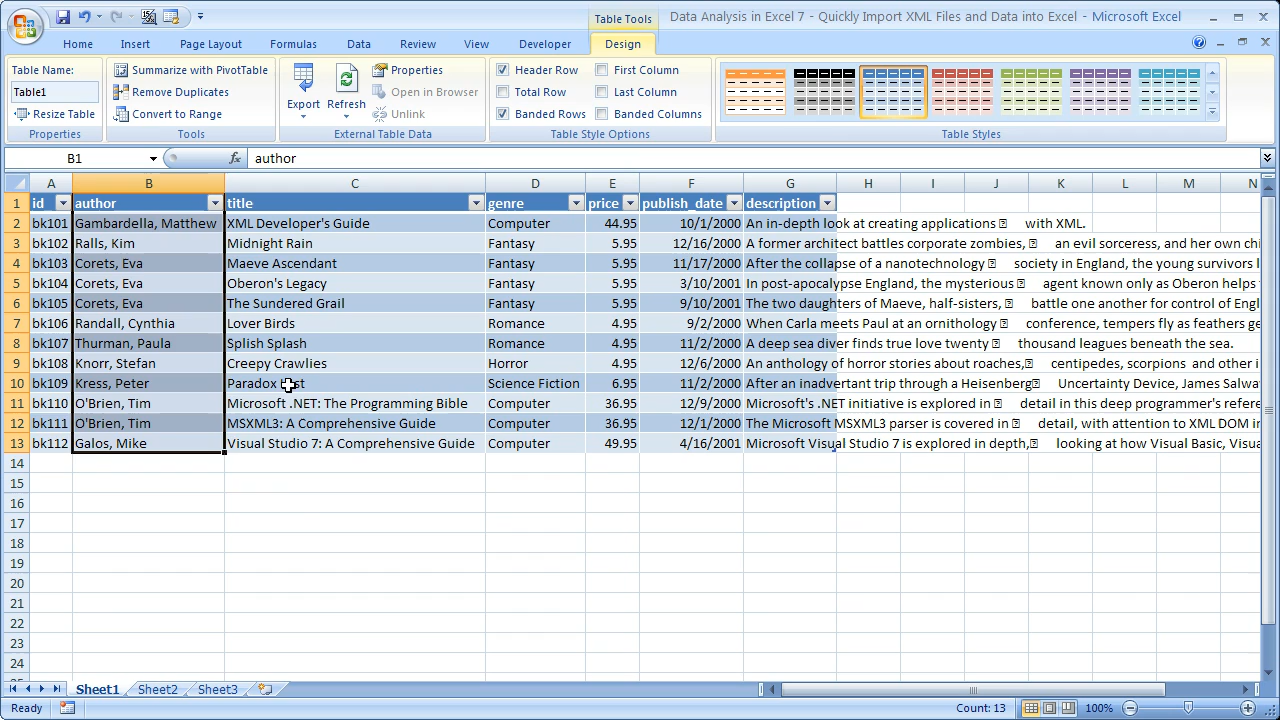 Table Tools
Data Analysis in Excel 7 - Quickly Import XML Files and Data into Excel - Microsoft Excel
Home Insert Page Layout Formulas Data Review View Developer Design
Table Name:
Table1
Resize Table
Properties
Summarize with PivotTable
Remove Duplicates
Convert to Range
Tools
Export
Refresh
Properties
Open in Browser
Unlink
External Table Data
Header Row First Column
Total Row Last Column
Banded Rows Banded Columns
Table Style Options
Table Styles
B1 fx author
A B C D E F G H I J K L M N
1 id author title genre price publish_date description
2 bk101 Gambardella, Matthew XML Developer's Guide Computer 44.95 10/1/2000 An in-depth look at creating applications with XML.
3 bk102 Ralls, Kim Midnight Rain Fantasy 5.95 12/16/2000 A former architect battles corporate zombies, an evil sorceress, and her own chi
4 bk103 Corets, Eva Maeve Ascendant Fantasy 5.95 11/17/2000 After the collapse of a nanotechnology society in England, the young survivors l
5 bk104 Corets, Eva Oberon's Legacy Fantasy 5.95 3/10/2001 In post-apocalypse England, the mysterious agent known only as Oberon helps
6 bk105 Corets, Eva The Sundered Grail Fantasy 5.95 9/10/2001 The two daughters of Maeve, half-sisters, battle one another for control of Engl
7 bk106 Randall, Cynthia Lover Birds Romance 4.95 9/2/2000 When Carla meets Paul at an ornithology conference, tempers fly as feathers ge
8 bk107 Thurman, Paula Splish Splash Romance 4.95 11/2/2000 A deep sea diver finds true love twenty thousand leagues beneath the sea.
9 bk108 Knorr, Stefan Creepy Crawlies Horror 4.95 12/6/2000 An anthology of horror stories about roaches, centipedes, scorpions and other i
10 bk109 Kress, Peter Paradox Lost Science Fiction 6.95 11/2/2000 After an inadvertant trip through a Heisenberg Uncertainty Device, James Salwa
11 bk110 O'Brien, Tim Microsoft .NET: The Programming Bible Computer 36.95 12/9/2000 Microsoft's .NET initiative is explored in detail in this deep programmer's refere
12 bk111 O'Brien, Tim MSXML3: A Comprehensive Guide Computer 36.95 12/1/2000 The Microsoft MSXML3 parser is covered in detail, with attention to XML DOM i
13 bk112 Galos, Mike Visual Studio 7: A Comprehensive Guide Computer 49.95 4/16/2001 Microsoft Visual Studio 7 is explored in depth, looking at how Visual Basic, Visua
14
15
16
17
18
19
20
21
22
23
24
Sheet1 Sheet2 Sheet3
Ready Count: 13 100%